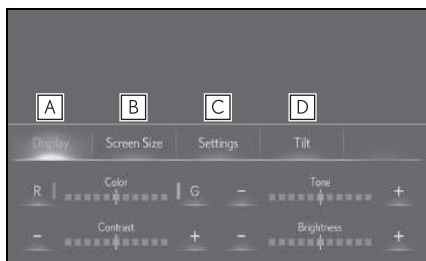 A B C D
Display Screen Size Settings Tilt
R Color G - Tone +
- Contrast + - Brightness +